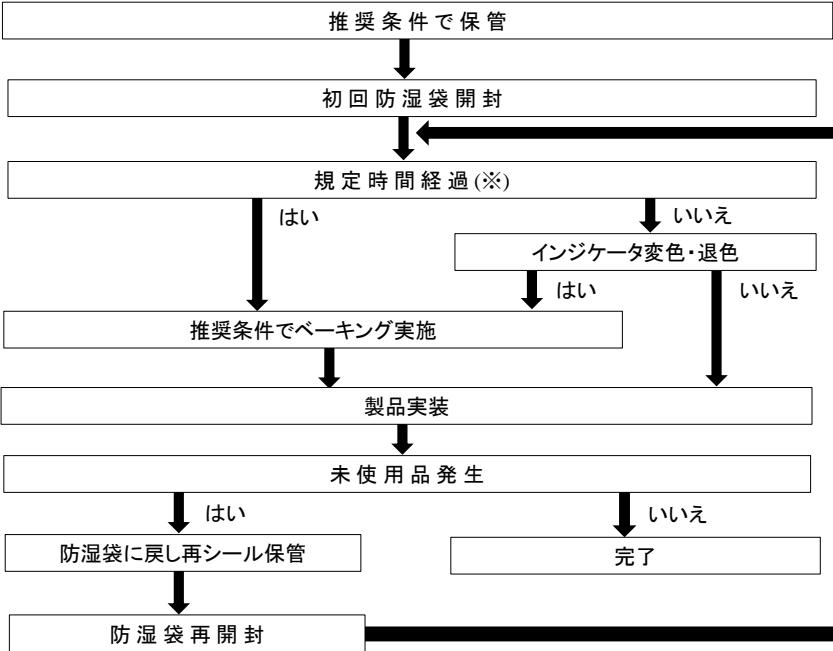 推奨条件で保管
初回防湿袋開封
規定時間経過(※)
はい
いいえ
インジケータ変色・退色
はい
いいえ
推奨条件でベーキング実施
製品実装
未使用品発生
はい
いいえ
防湿袋に戻し再シール保管
完了
防湿袋再開封